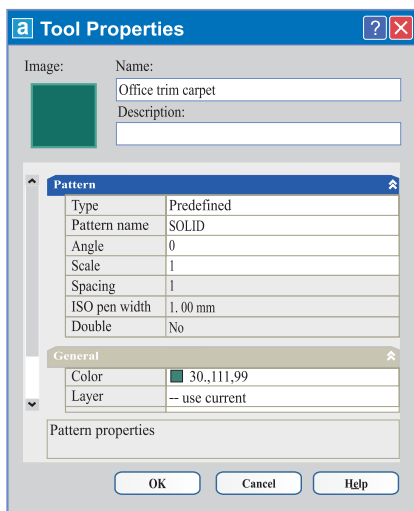 a Tool Properties ? X
Image: Name:
Office trim carpet
Description:
Pattern
Type Predefined
Pattern name SOLID
Angle 0
Scale 1
Spacing 1
ISO pen width 1. 00 mm
Double No
General
Color 30.,111,99
Layer -- use current
Pattern properties
OK Cancel Help